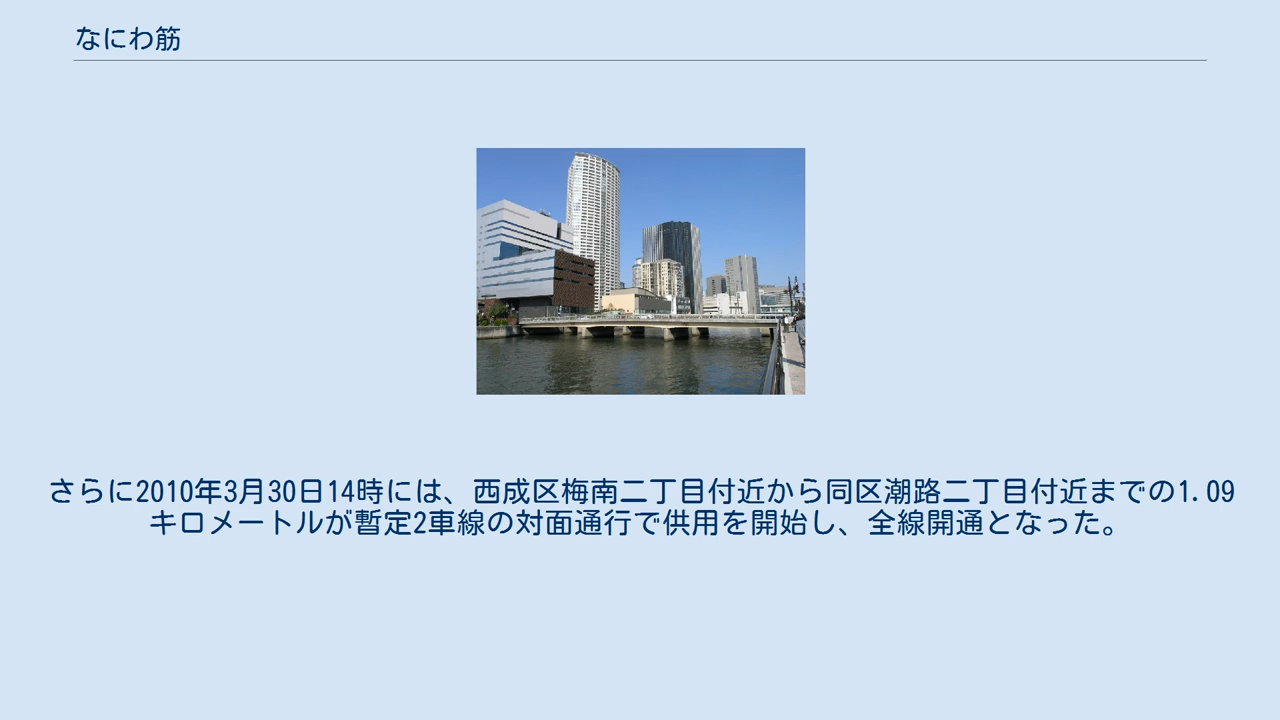 なにわ筋
さらに2010年3月30日14時には、西成区梅南二丁目付近から同区潮路二丁目付近までの1.09
キロメートルが暫定2車線の対面通行で供用を開始し、全線開通となった。